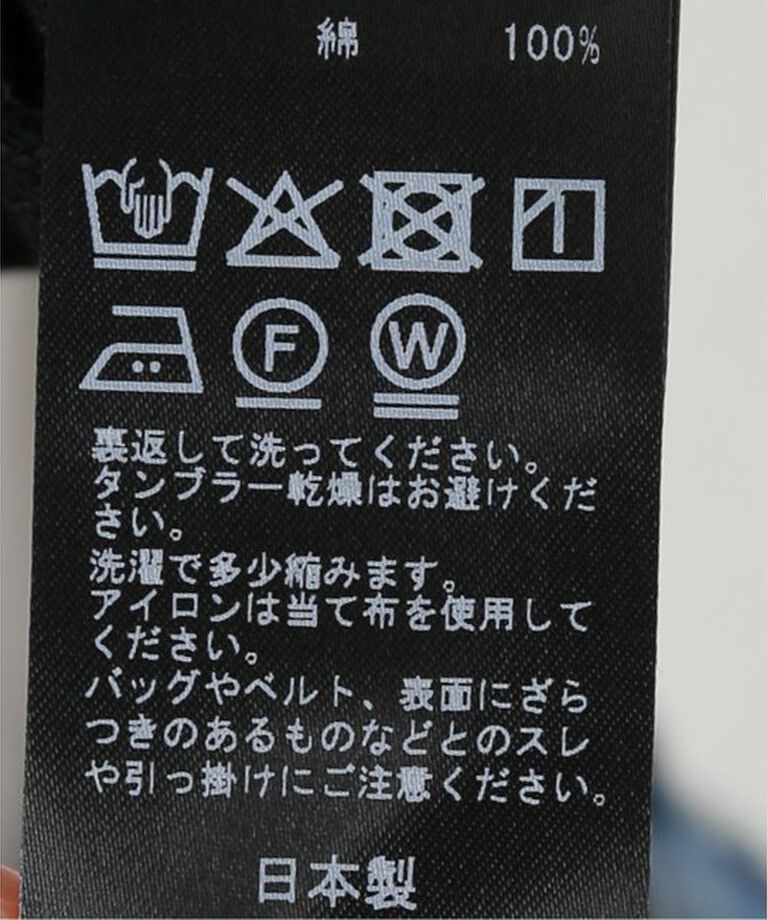 綿 100%
F W
裏返して洗ってください。
タンブラー乾燥はお避けくだ
さい。
洗濯で多少縮みます。
アイロンは当て布を使用して
ください。
バッグやベルト、表面にざら
つきのあるものなどとのスレ
や引っ掛けにご注意ください。
日本製